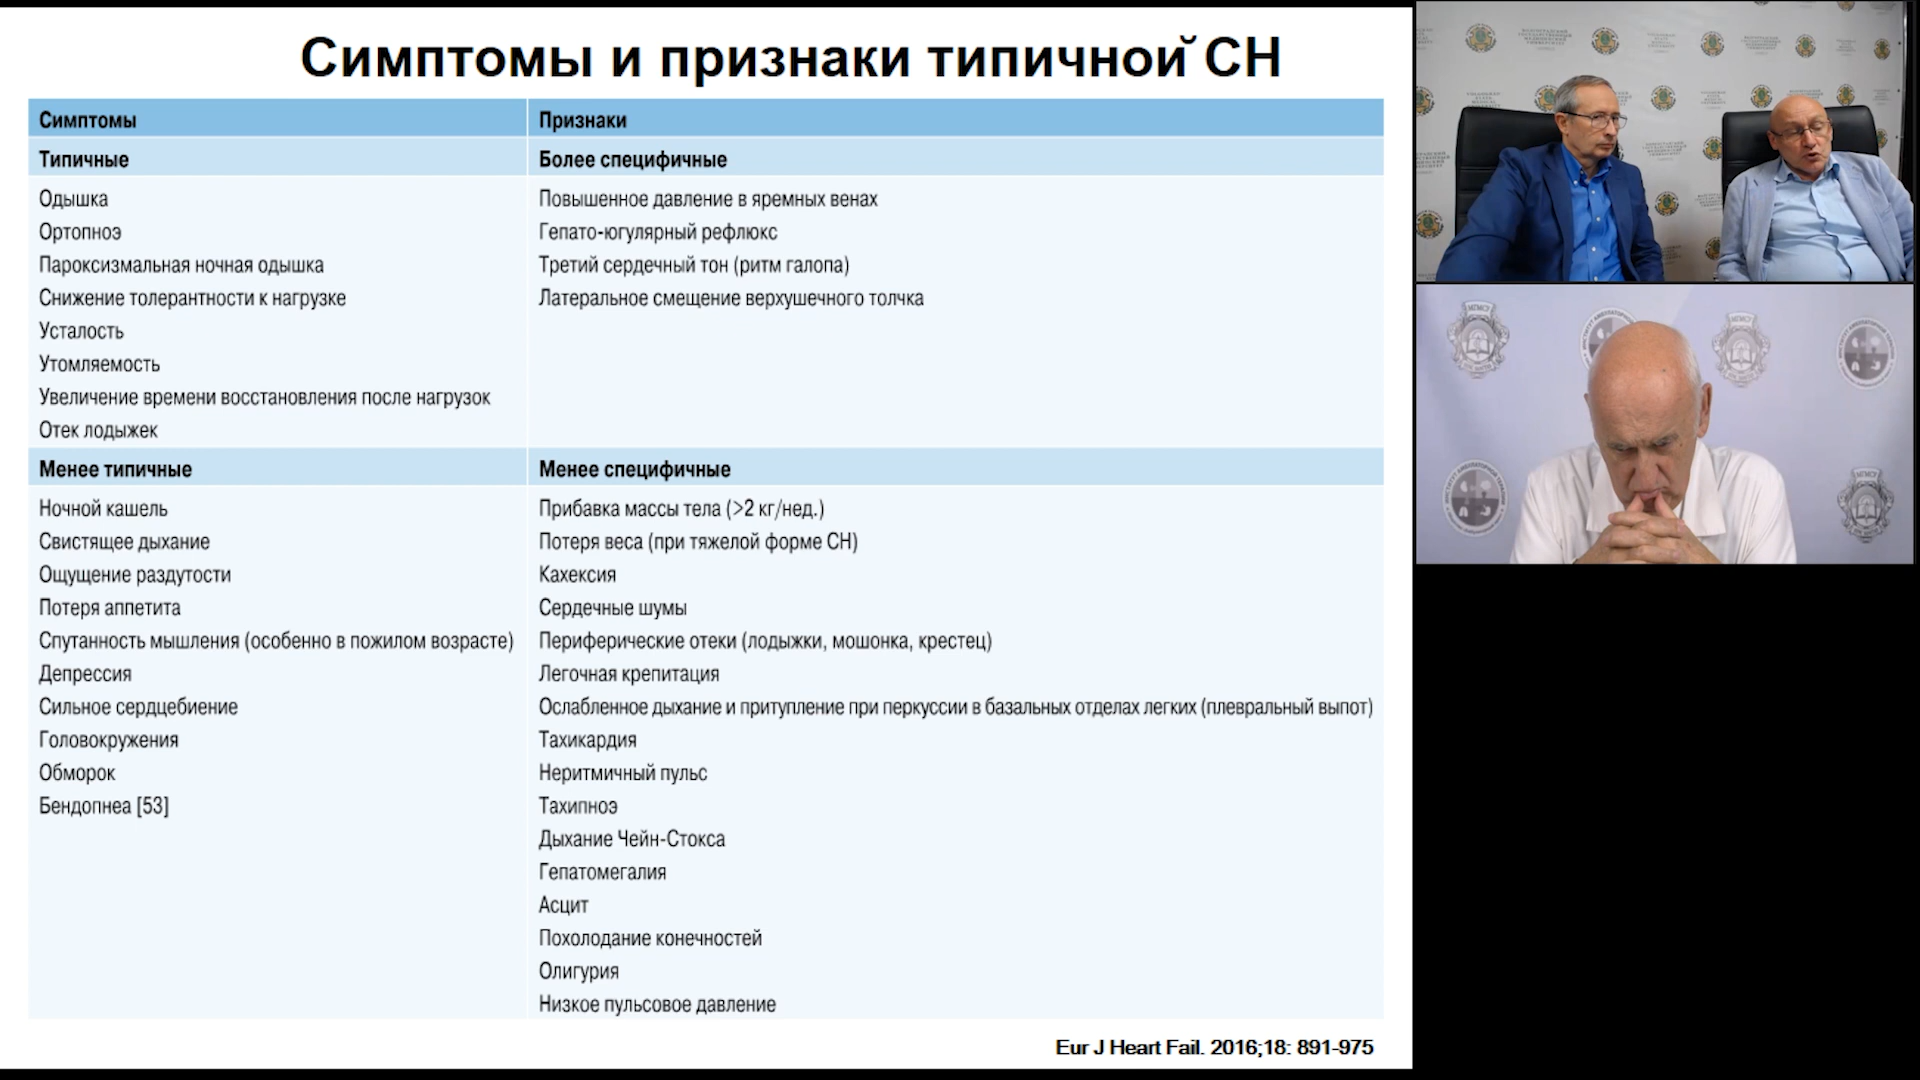 Симптомы и признаки типичной СН
Симптомы
Признаки
Типичные
Более специфичные
Одышка
Ортопноэ
Пароксизмальная ночная одышка
Снижение толерантности к нагрузке
Усталость
Утомляемость
Увеличение времени восстановления после нагрузок
Отек лодыжек
Повышенное давление в яремных венах
Гепато-югулярный рефлюкс
Третий сердечный тон (ритм галопа)
Латеральное смещение верхушечного толчка
Менее типичные
Менее специфичные
Ночной кашель
Свистящее дыхание
Ощущение раздутости
Потеря аппетита
Спутанность мышления (особенно в пожилом возрасте)
Депрессия
Сильное сердцебиение
Головокружения
Обморок
Бендопнеа [53]
Прибавка массы тела (>2 кг/нед.)
Потеря веса (при тяжелой форме СН)
Кахексия
Сердечные шумы
Периферические отеки (лодыжки, мошонка, крестец)
Легочная крепитация
Ослабленное дыхание и притупление при перкуссии в базальных отделах легких (плевральный выпот)
Тахикардия
Неритмичный пульс
Тахипноэ
Дыхание Чейн-Стокса
Гепатомегалия
Асцит
Похолодание конечностей
Олигурия
Низкое пульсовое давление
Eur J Heart Fail. 2016;18: 891-975